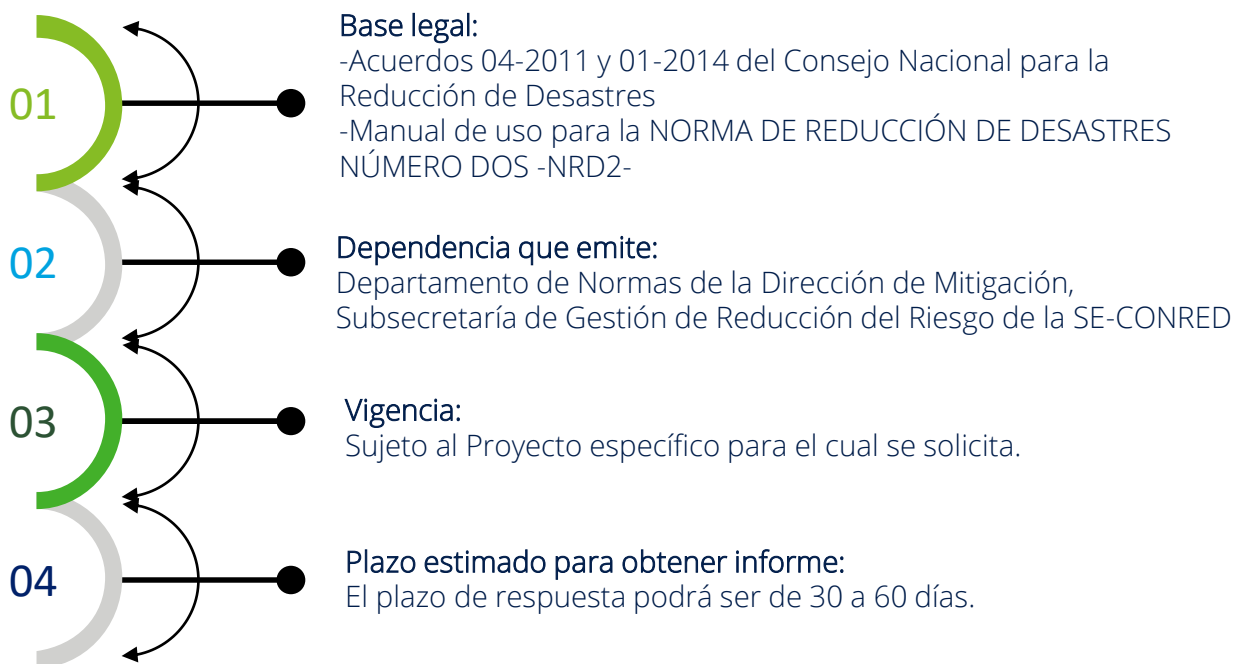 01
Base legal:
-Acuerdos 04-2011 y 01-2014 del Consejo Nacional para la
Reducción de Desastres
-Manual de uso para la NORMA DE REDUCCIÓN DE DESASTRES
NÚMERO DOS -NRD2-
02
Dependencia que emite:
Departamento de Normas de la Dirección de Mitigación,
Subsecretaría de Gestión de Reducción del Riesgo de la SE-CONRED
03
Vigencia:
Sujeto al Proyecto específico para el cual se solicita.
04
Plazo estimado para obtener informe:
El plazo de respuesta podrá ser de 30 a 60 días.